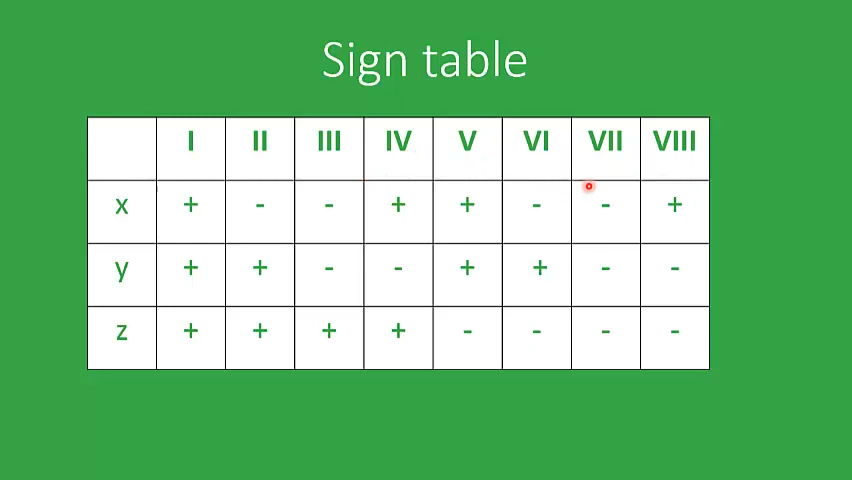 Sign table
I II III IV V VI VII VIII
x + - - + + - - +
y + + - - + + - -
z + + + + - - - -